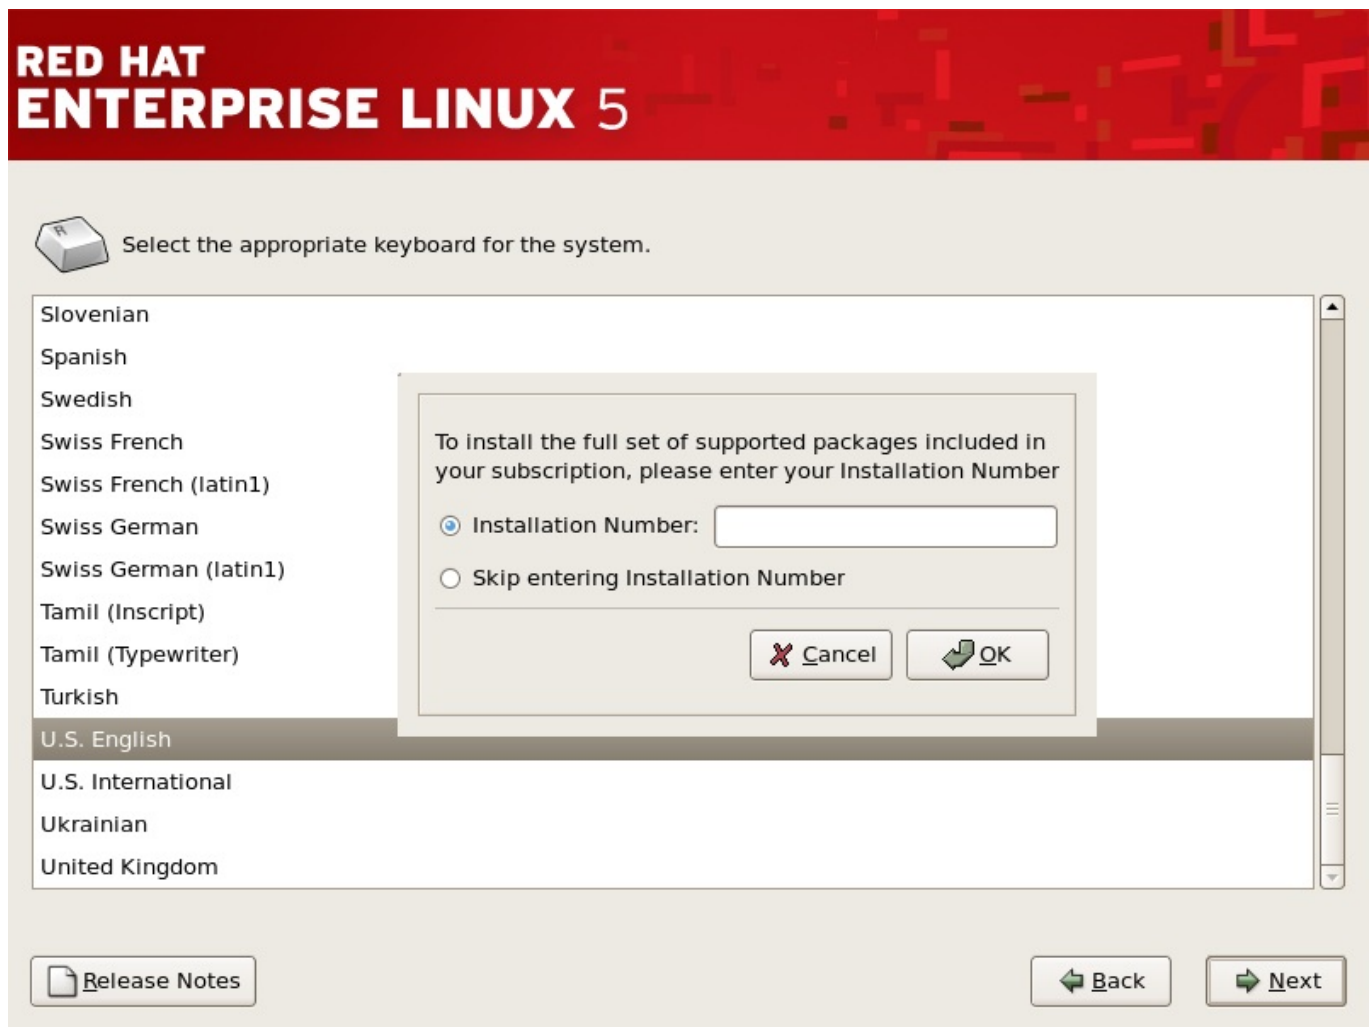 RED HAT
ENTERPRISE LINUX 5
R
Select the appropriate keyboard for the system.
Slovenian
Spanish
Swedish
Swiss French
Swiss French (latin1)
Swiss German
Swiss German (latin1)
Tamil (Inscript)
Tamil (Typewriter)
Turkish
U.S. English
U.S. International
Ukrainian
United Kingdom
To install the full set of supported packages included in
your subscription, please enter your Installation Number
Installation Number:
Skip entering Installation Number
Cancel
OK
Release Notes
Back
Next